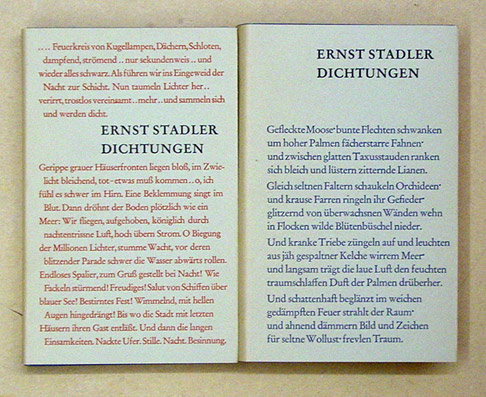 .... Feuerkreis von Kugellampen, Dächern, Schloten,
dampfend, strömend .. nur sekundenweis .. und
wieder alles schwarz. Als führen wir ins Eingeweid der
Nacht zur Schicht. Nun taumeln Lichter her ..
verirrt, trostlos vereinsamt .. mehr .. und sammeln sich
und werden dicht.
ERNST STADLER
DICHTUNGEN
Gerippe grauer Häuserfronten liegen bloß, im Zwie-
licht bleichend, tot - etwas muß kommen .. o, ich
fühl es schwer im Hirn. Eine Beklemmung singt im
Blut. Dann dröhnt der Boden plötzlich wie ein
Meer: Wir fliegen, aufgehoben, königlich durch
nachtentrissne Luft, hoch übern Strom. O Biegung
der Millionen Lichter, stumme Wacht, vor deren
blitzender Parade schwer die Wasser abwärts rollen.
Endloses Spalier, zum Gruß gestellt bei Nacht! Wie
Fackeln stürmend! Freudiges! Salut von Schiffen über
blauer See! Bestirntes Fest! Wimmelnd, mit hellen
Augen hingedrängt! Bis wo die Stadt mit letzten
Häusern ihren Gast entläßt. Und dann die langen
Einsamkeiten. Nackte Ufer. Stille. Nacht. Besinnung.
ERNST STADLER
DICHTUNGEN
Gefleckte Moose· bunte Flechten schwanken
um hoher Palmen fächerstarre Fahnen·
und zwischen glatten Taxusstauden ranken
sich bleich und lüstern zitternde Lianen.
Gleich seltnen Faltern schaukeln Orchideen·
und krause Farren ringeln ihr Gefieder·
glitzernd von überwachsnen Wänden wehn
in Flocken wilde Blütenbüschel nieder.
Und kranke Triebe züngeln auf und leuchten
aus jäh gespaltner Kelche wirrem Meer·
und langsam trägt die laue Luft den feuchten
traumschlaffen Duft der Palmen drüberher.
Und schattenhaft beglänzt im weichen
gedämpften Feuer strahlt der Raum·
und ahnend dämmern Bild und Zeichen
für seltne Wollust· frevlen Traum.